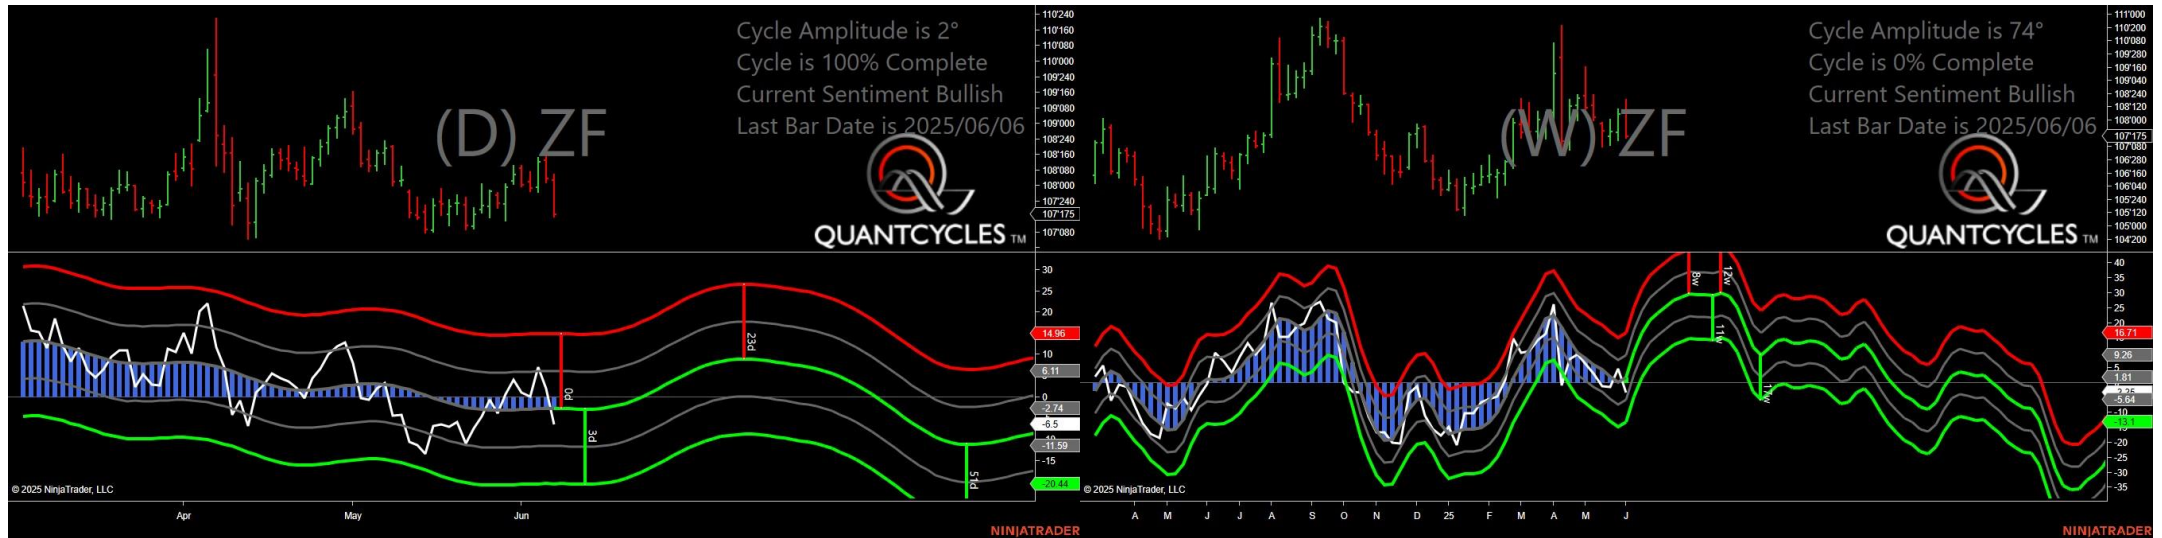 Cycle Amplitude is 2°
Cycle is 100% Complete
Current Sentiment Bullish
Last Bar Date is 2025/06/06
(D) ZF
QUANTCYCLES TM
110'240
110'160
110'080
110'000
109'240
109'160
109'080
109'000
108'240
108'160
108'080
108'000
107'240
107'175
107'080
30
25
20
14.96
10
6.11
0
-2.74
-6.5
-11.59
-15
-20.44
0d
3d
23d
51d
© 2025 NinjaTrader, LLC
Apr
May
Jun
NINJATRADER
Cycle Amplitude is 74°
Cycle is 0% Complete
Current Sentiment Bullish
Last Bar Date is 2025/06/06
(W) ZF
QUANTCYCLES TM
111'000
110'200
110'080
109'280
109'160
109'040
108'240
108'120
108'000
107'175
107'080
106'280
106'160
106'040
105'240
105'120
105'000
104'200
40
35
30
25
20
16.71
9.26
5
1.81
-5.64
-10
-13.1
-20
-25
-30
-35
8w
12w
11w
© 2025 NinjaTrader, LLC
A
M
J
J
A
S
O
N
D
25
F
M
A
M
J
NINJATRADER